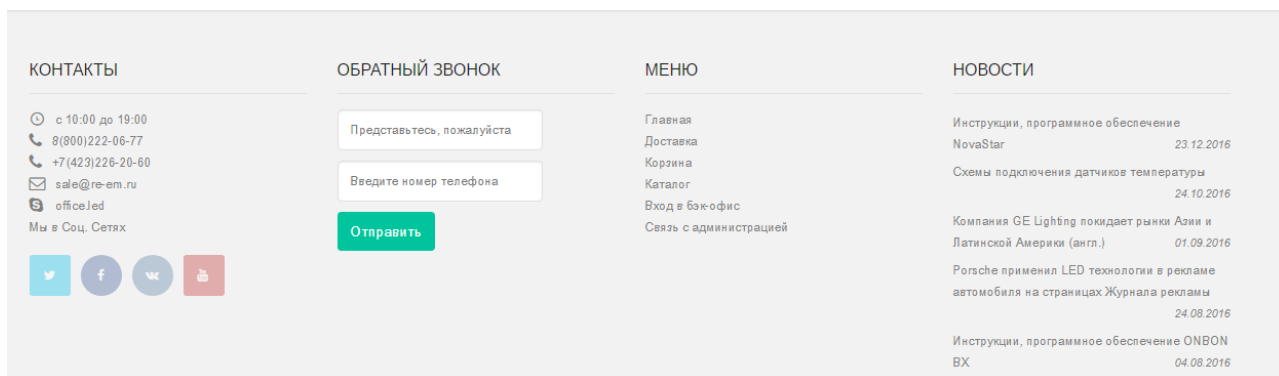 КОНТАКТЫ
с 10:00 до 19:00
8(800)222-06-77
+7(423)226-20-60
sale@re-em.ru
office.led
Мы в Соц. Сетях
ОБРАТНЫЙ ЗВОНОК
Представьтесь, пожалуйста
Введите номер телефона
Отправить
МЕНЮ
Главная
Доставка
Корзина
Каталог
Вход в бэк-офис
Связь с администрацией
НОВОСТИ
Инструкции, программное обеспечение
NovaStar 23.12.2016
Схемы подключения датчиков температуры
24.10.2016
Компания GE Lighting покидает рынки Азии и
Латинской Америки (англ.) 01.09.2016
Porsche применил LED технологии в рекламе
автомобиля на страницах Журнала рекламы
24.08.2016
Инструкции, программное обеспечение ONBON
BX 04.08.2016